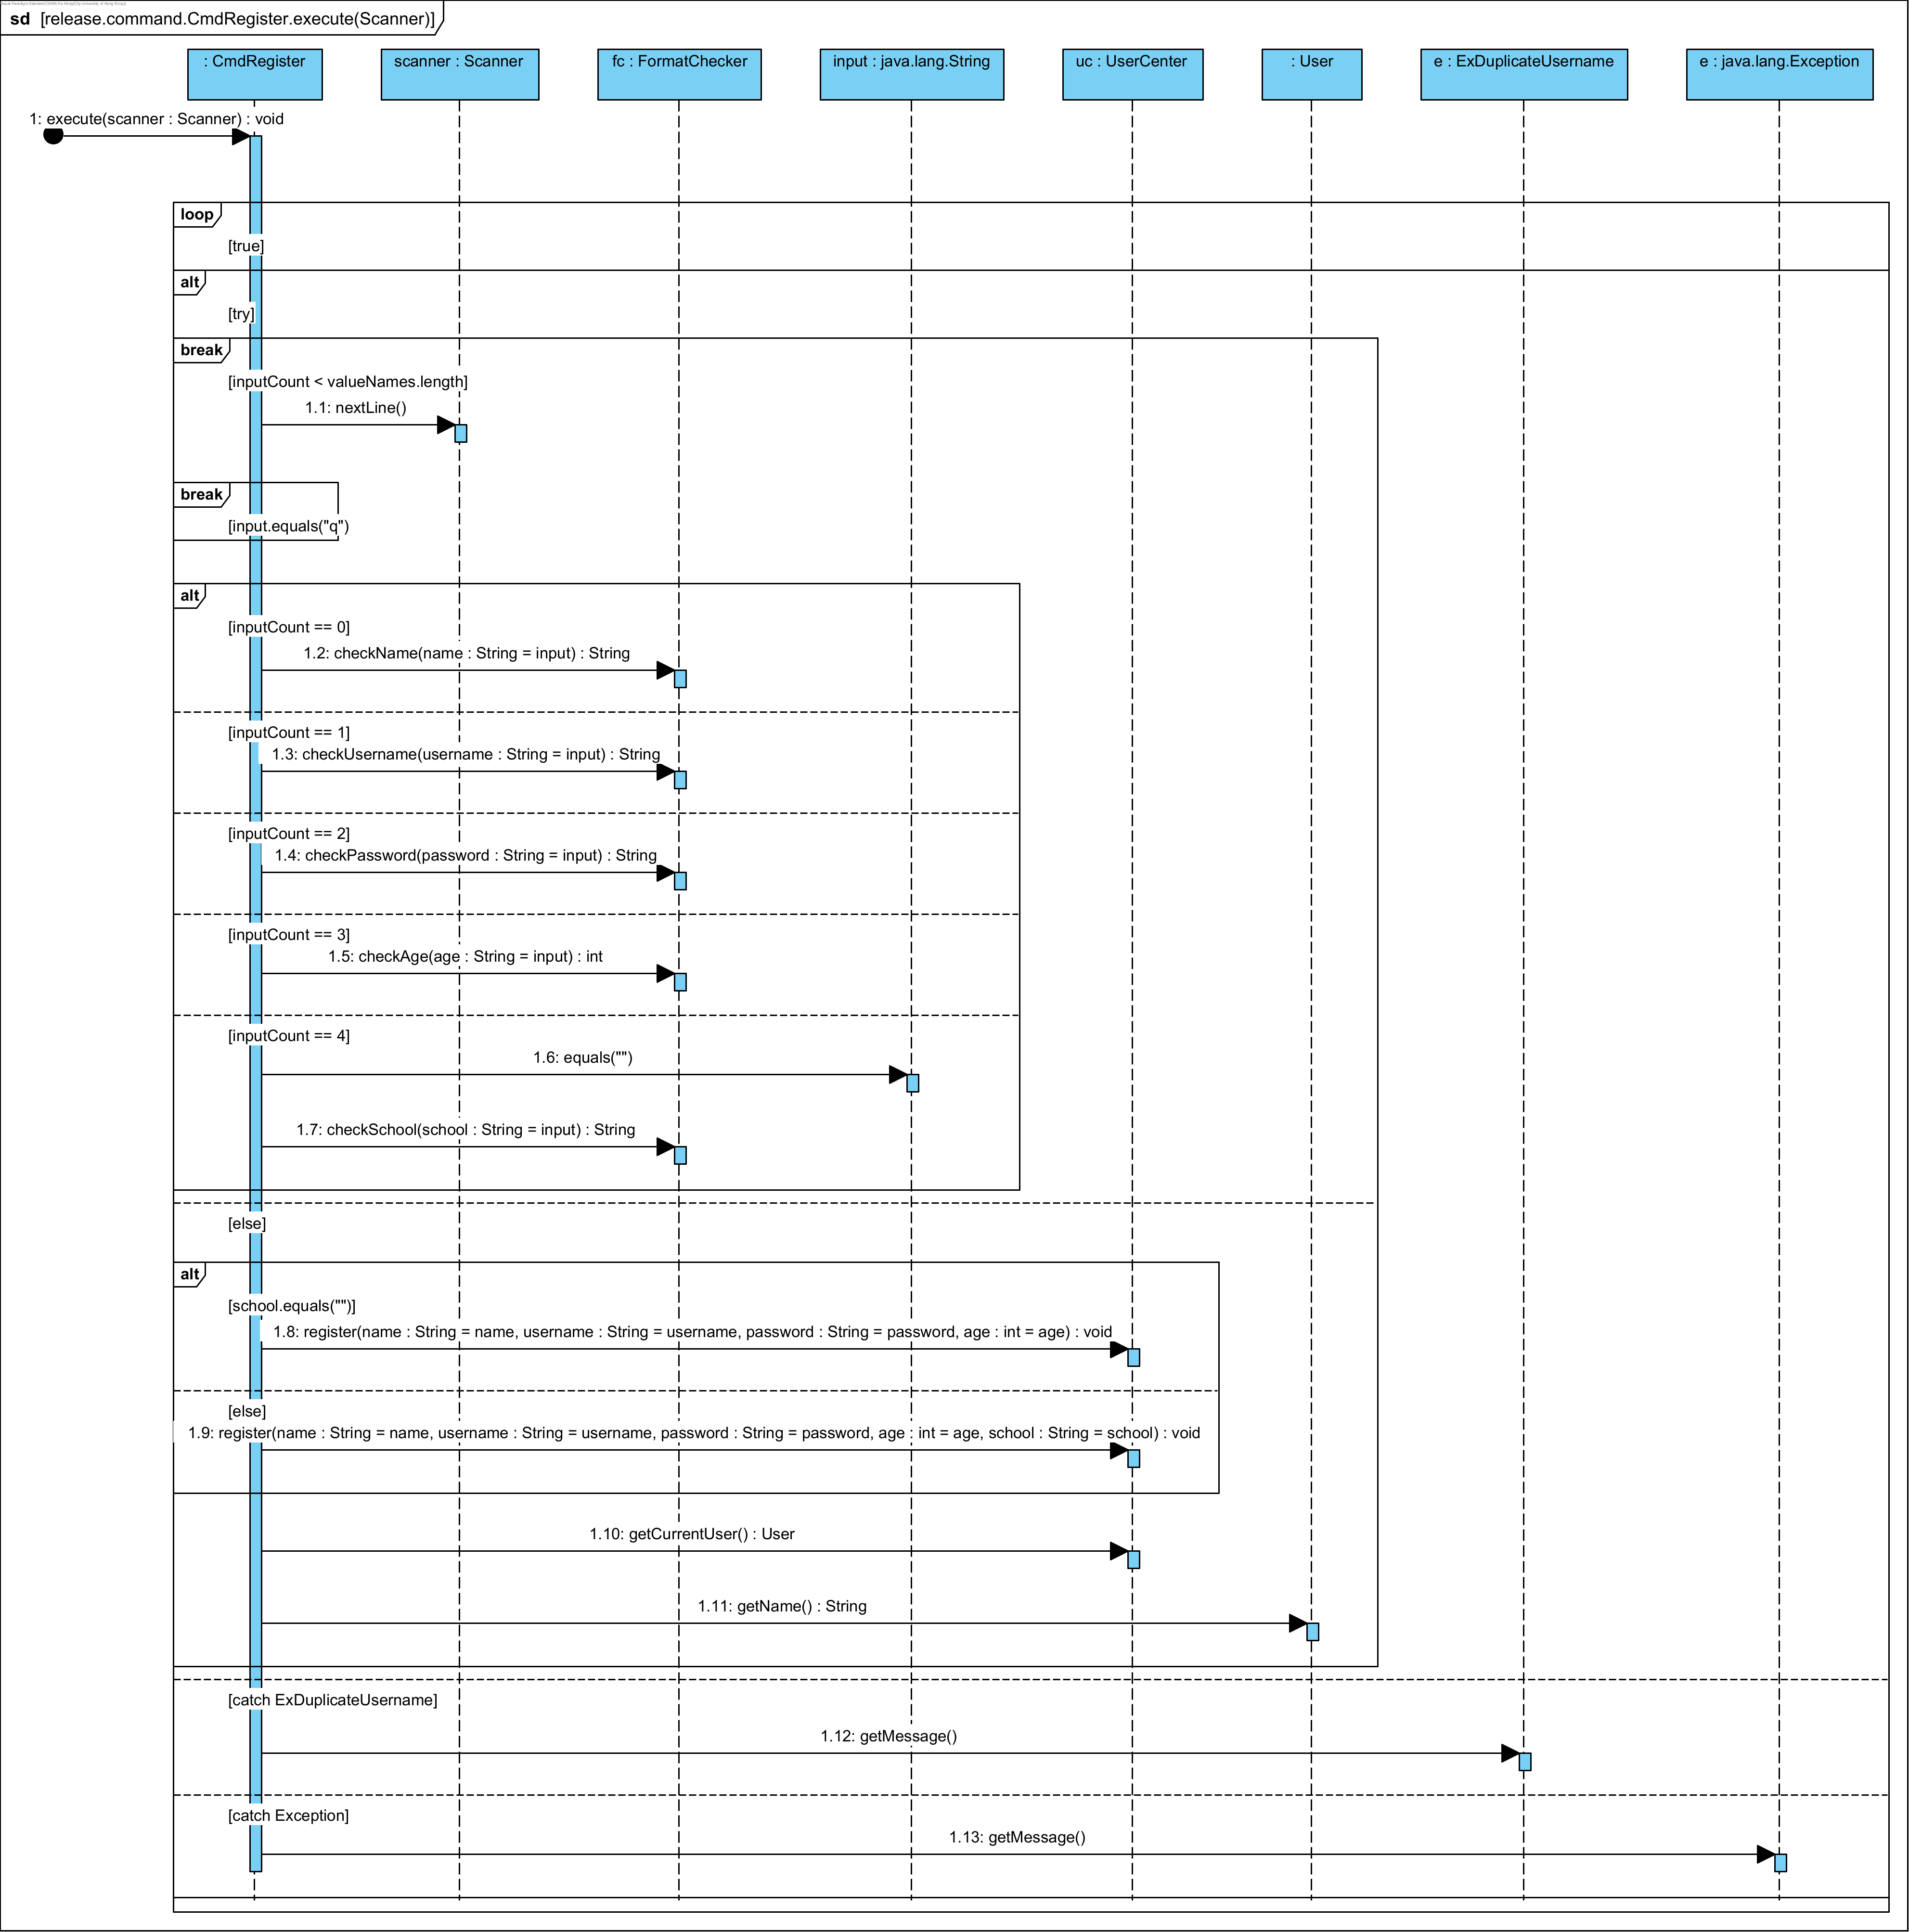 Visual Paradigm Standard
sd [release.command.CmdRegister.execute(Scanner)]
: CmdRegister
scanner : Scanner
fc : FormatChecker
input : java.lang.String
uc : UserCenter
: User
e : ExDuplicateUsername
e : java.lang.Exception
1: execute(scanner : Scanner) : void
loop
[true]
alt
[try]
break
[inputCount < valueNames.length]
1.1: nextLine()
break
[input.equals("q")
alt
[inputCount == 0]
1.2: checkName(name : String = input) : String
[inputCount == 1]
1.3: checkUsername(username : String = input) : String
[inputCount == 2]
1.4: checkPassword(password : String = input) : String
[inputCount == 3]
1.5: checkAge(age : String = input) : int
[inputCount == 4]
1.6: equals("")
1.7: checkSchool(school : String = input) : String
[else]
alt
[school.equals("")]
1.8: register(name : String = name, username : String = username, password : String = password, age : int = age) : void
[else]
1.9: register(name : String = name, username : String = username, password : String = password, age : int = age, school : String = school) : void
1.10: getCurrentUser() : User
1.11: getName() : String
[catch ExDuplicateUsername]
1.12: getMessage()
[catch Exception]
1.13: getMessage()